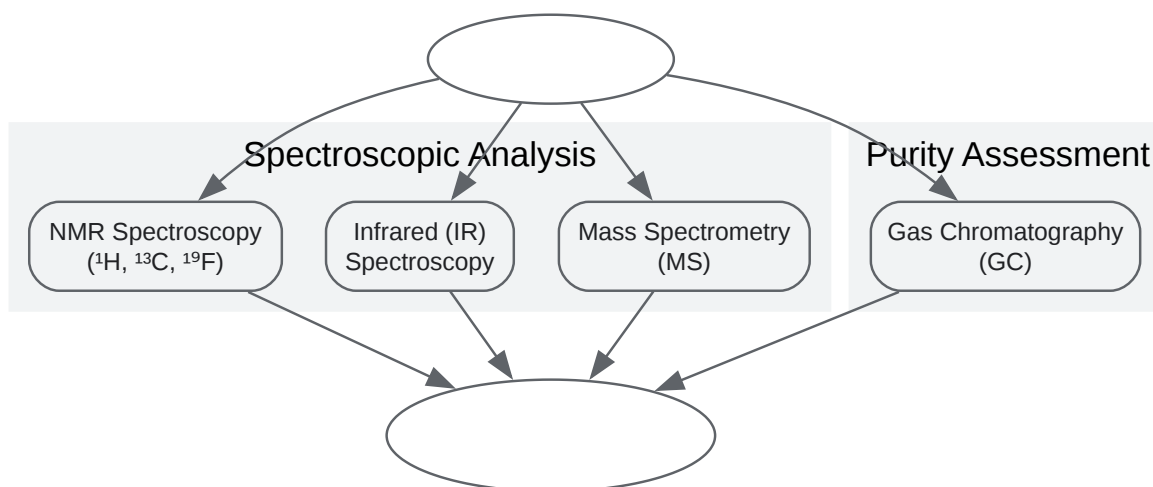 Spectroscopic Analysis
Purity Assessment
NMR Spectroscopy
(¹H, ¹³C, ¹⁹F)
Infrared (IR)
Spectroscopy
Mass Spectrometry
(MS)
Gas Chromatography
(GC)